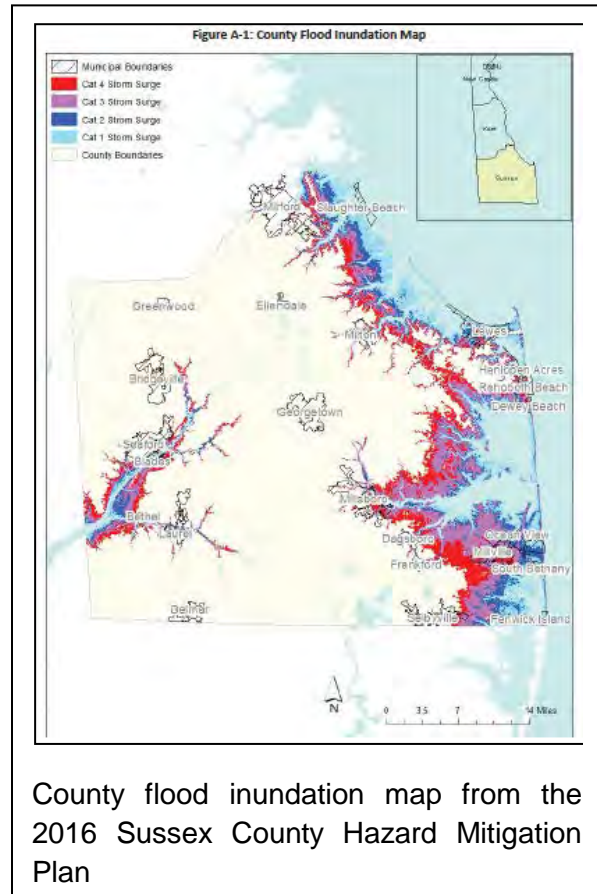 Figure A-1: County Flood Inundation Map
Municipal Boundaries
Cat 4 Storm Surge
Cat 3 Strom Surge
Cat 2 Strom Surge
Cat 1 Strom Surge
County Boundaries
New Castle
Kent
Sussex
Milford
Slaughter Beach
Greenwood
Ellendale
Milton
Lewes
Henlopen Acres
Rehoboth Beach
Dewey Beach
Bridgeville
Georgetown
Seaford
Blades
Bethel
Laurel
Millsboro
Dagsboro
Frankford
Ocean View
Millville
South Bethany
Delmar
Selbyville
Fenwick Island
N
0 3.5 7 14 Miles
County flood inundation map from the
2016 Sussex County Hazard Mitigation
Plan